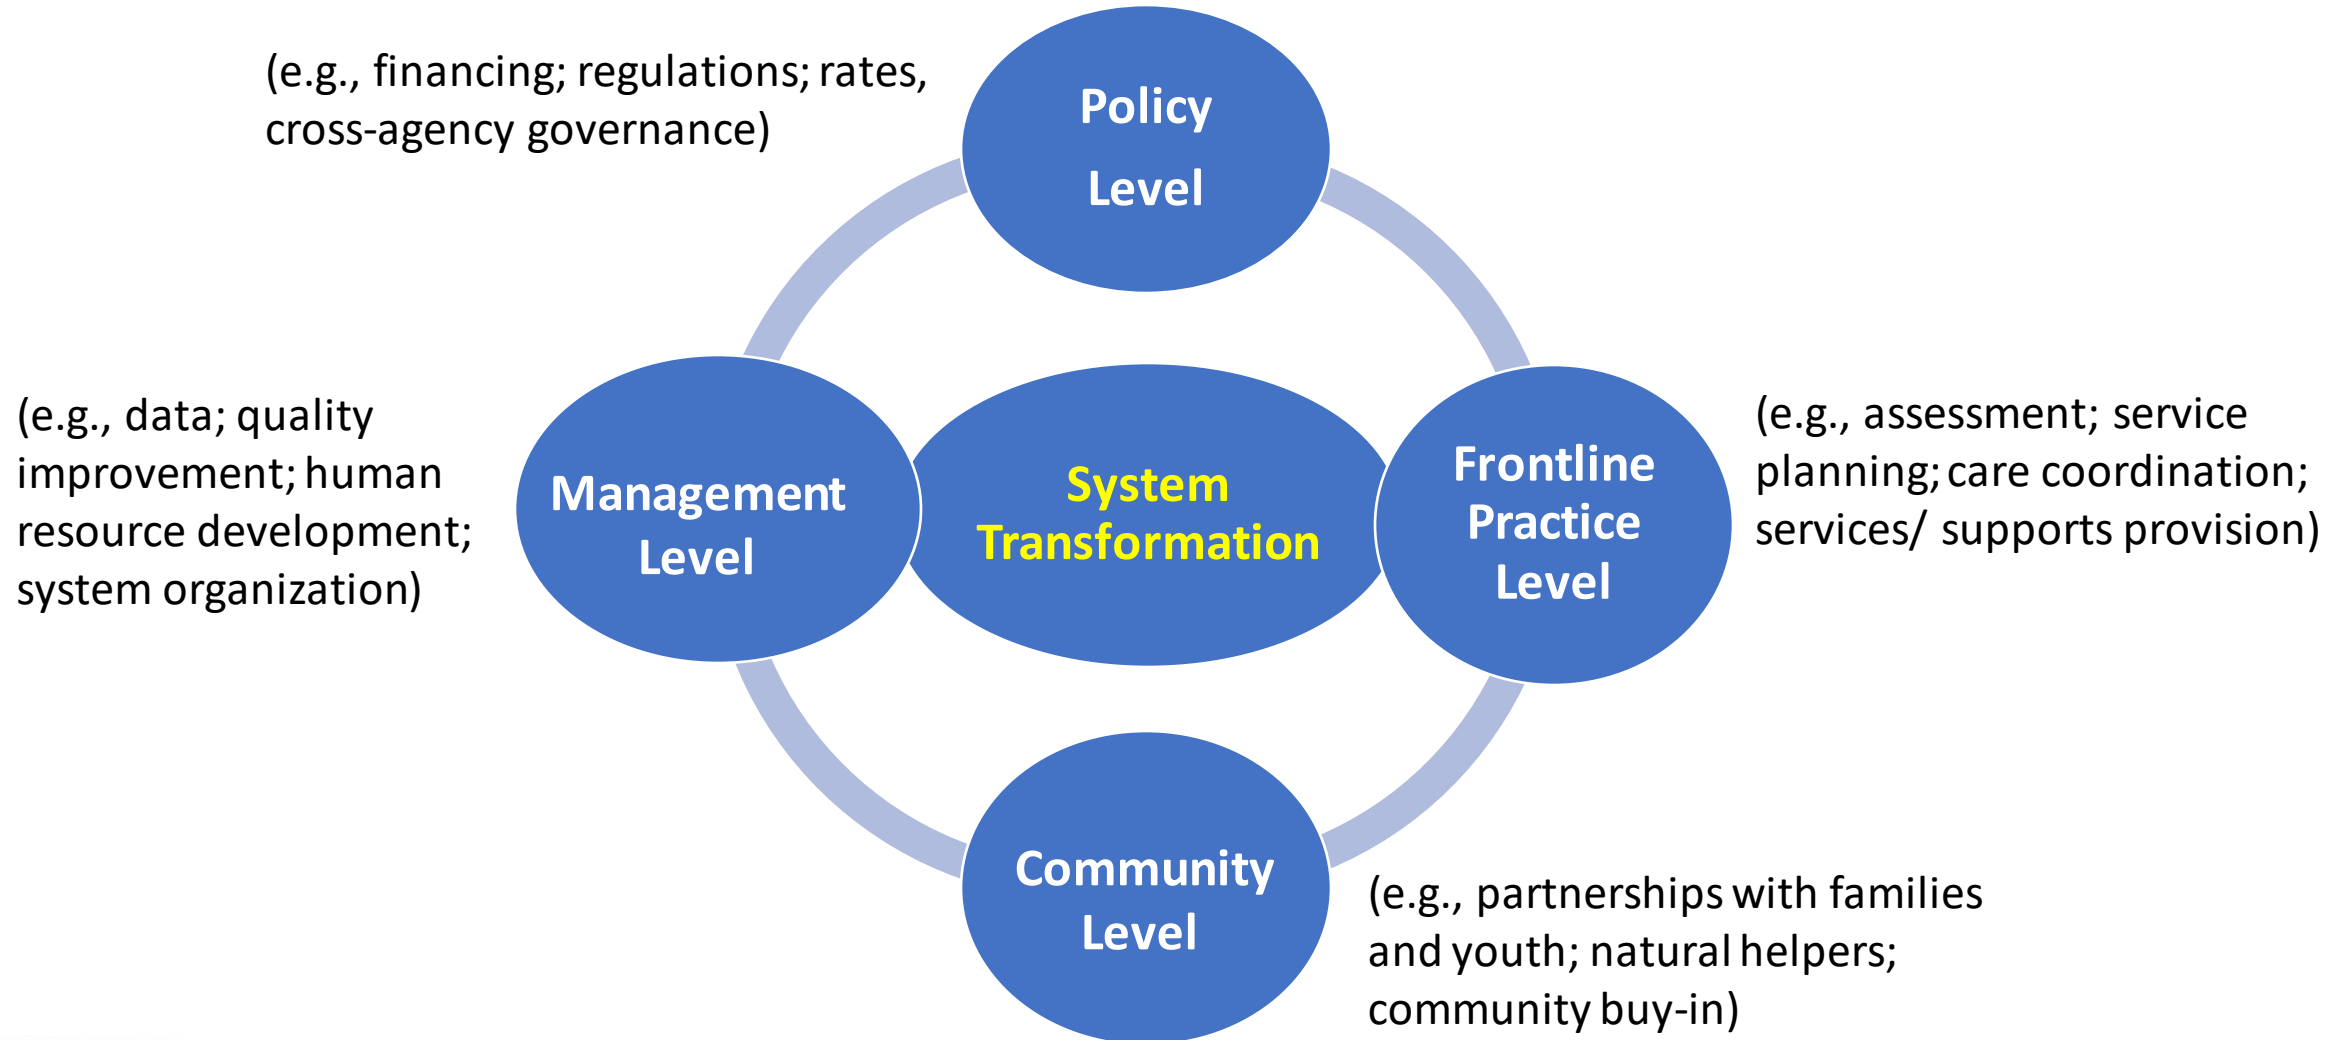 (e.g., financing; regulations; rates,
cross-agency governance)
Policy
Level
(e.g., data; quality
improvement; human
resource development;
system organization)
Management
Level
System
Transformation
Frontline
Practice
Level
(e.g., assessment; service
planning; care coordination;
services/ supports provision)
Community
Level
(e.g., partnerships with families
and youth; natural helpers;
community buy-in)